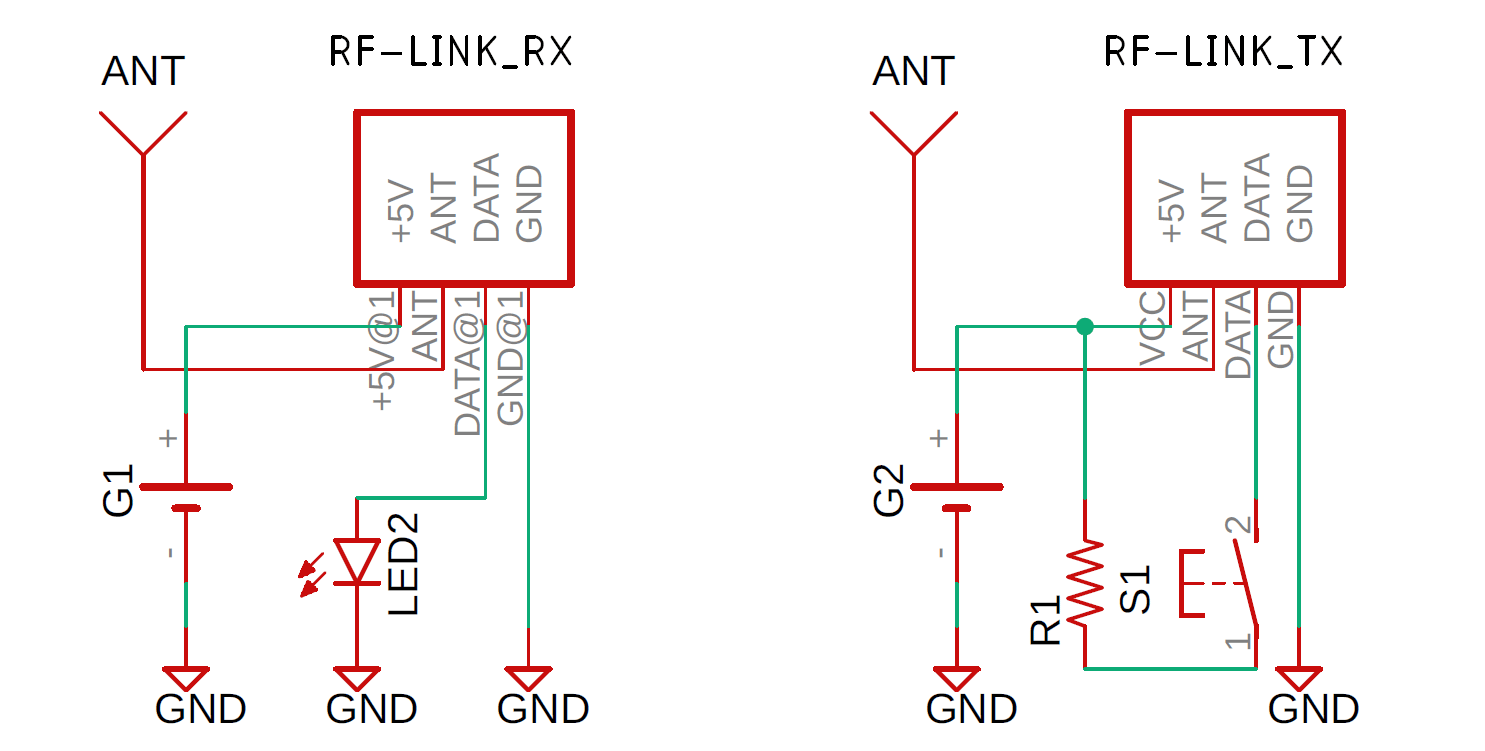 RF-LINK_RX
ANT
+5V
ANT
DATA
GND
+5V@1
ANT
DATA@1
GND@1
+
G1
-
LED2
GND
GND
GND
RF-LINK_TX
ANT
+5V
ANT
DATA
GND
VCC
ANT
DATA
GND
+
G2
-
R1
S1
2
1
GND
GND